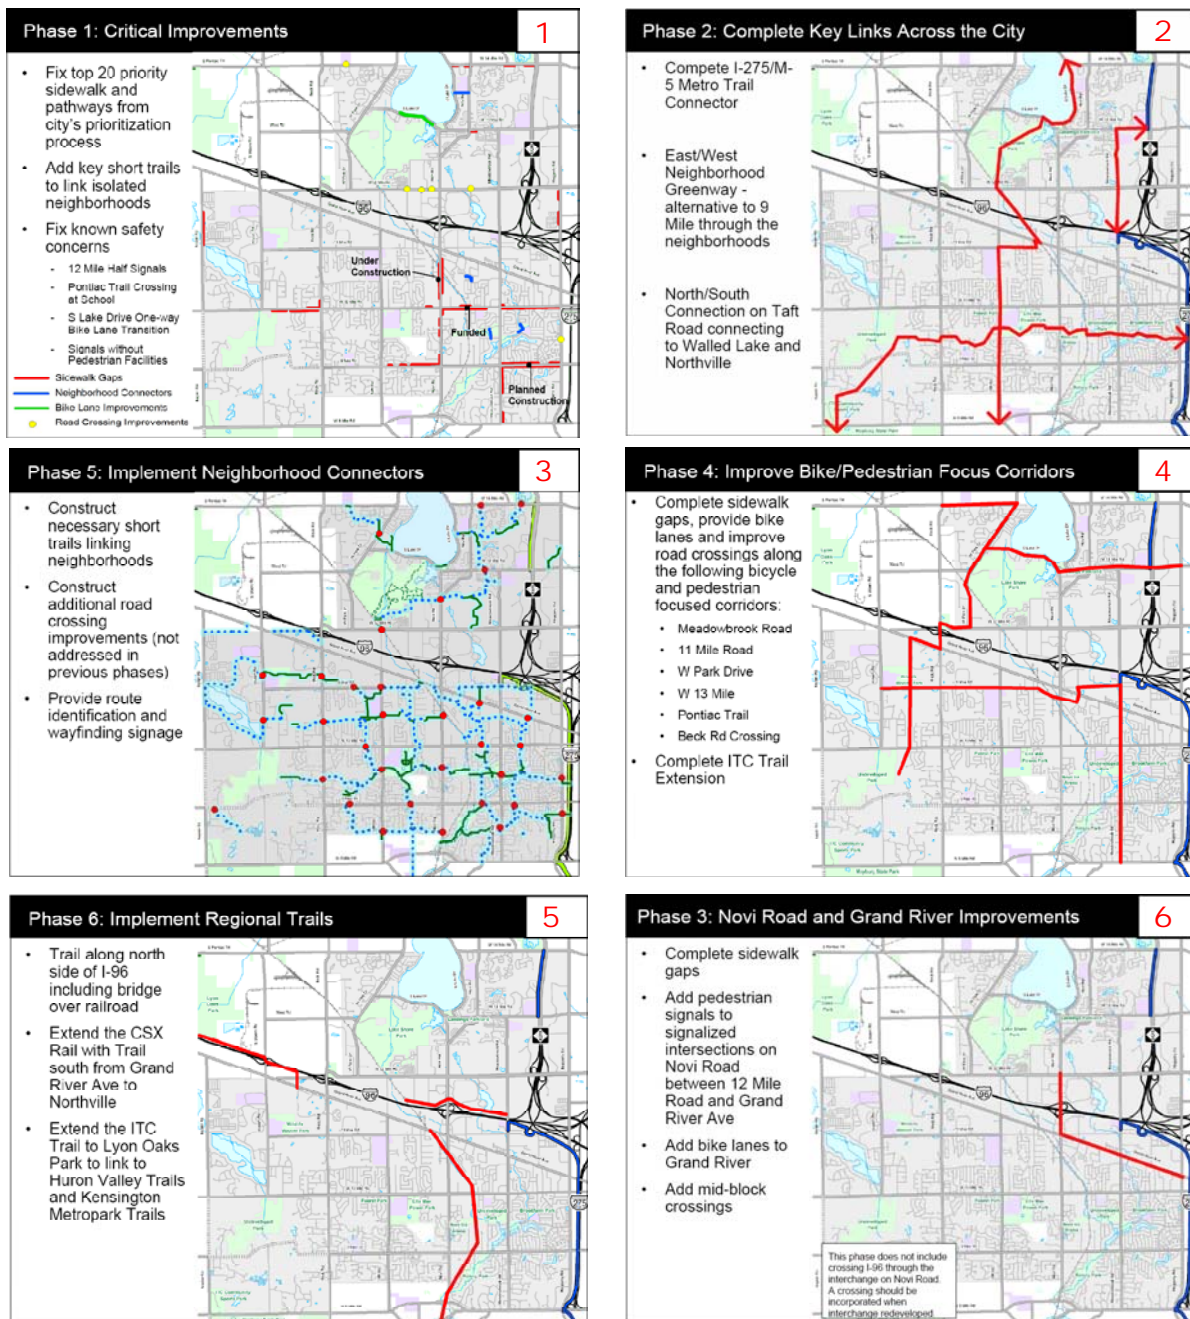 Phase 1: Critical Improvements
1
• Fix top 20 priority
sidewalk and
pathways from
city's prioritization
process
• Add key short trails
to link isolated
neighborhoods
• Fix known safety
concerns
- 12 Mile Half Signals
- Pontiac Trail Crossing
at School
- S Lake Drive One-way
Bike Lane Transition
- Signals without
Pedestrian Facilities
Sidewalk Gaps
Neighborhood Connectors
Bike Lane Improvements
Road Crossing Improvements
Under
Construction
Funded
Planned
Construction
96
275
Phase 2: Complete Key Links Across the City
2
• Compete I-275/M-
5 Metro Trail
Connector
• East/West
Neighborhood
Greenway -
alternative to 9
Mile through the
neighborhoods
• North/South
Connection on Taft
Road connecting
to Walled Lake and
Northville
96
Phase 5: Implement Neighborhood Connectors
3
• Construct
necessary short
trails linking
neighborhoods
• Construct
additional road
crossing
improvements (not
addressed in
previous phases)
• Provide route
identification and
wayfinding signage
96
Phase 4: Improve Bike/Pedestrian Focus Corridors
4
• Complete sidewalk
gaps, provide bike
lanes and improve
road crossings along
the following bicycle
and pedestrian
focused corridors:
• Meadowbrook Road
• 11 Mile Road
• W Park Drive
• W 13 Mile
• Pontiac Trail
• Beck Rd Crossing
• Complete ITC Trail
Extension
96
Phase 6: Implement Regional Trails
5
• Trail along north
side of I-96
including bridge
over railroad
• Extend the CSX
Rail with Trail
south from Grand
River Ave to
Northville
• Extend the ITC
Trail to Lyon Oaks
Park to link to
Huron Valley Trails
and Kensington
Metropark Trails
96
275
Phase 3: Novi Road and Grand River Improvements
6
• Complete sidewalk
gaps
• Add pedestrian
signals to
signalized
intersections on
Novi Road
between 12 Mile
Road and Grand
River Ave
• Add bike lanes to
Grand River
• Add mid-block
crossings
96
This phase does not include
crossing I-96 through the
interchange on Novi Road.
A crossing should be
incorporated when
interchange redeveloped.